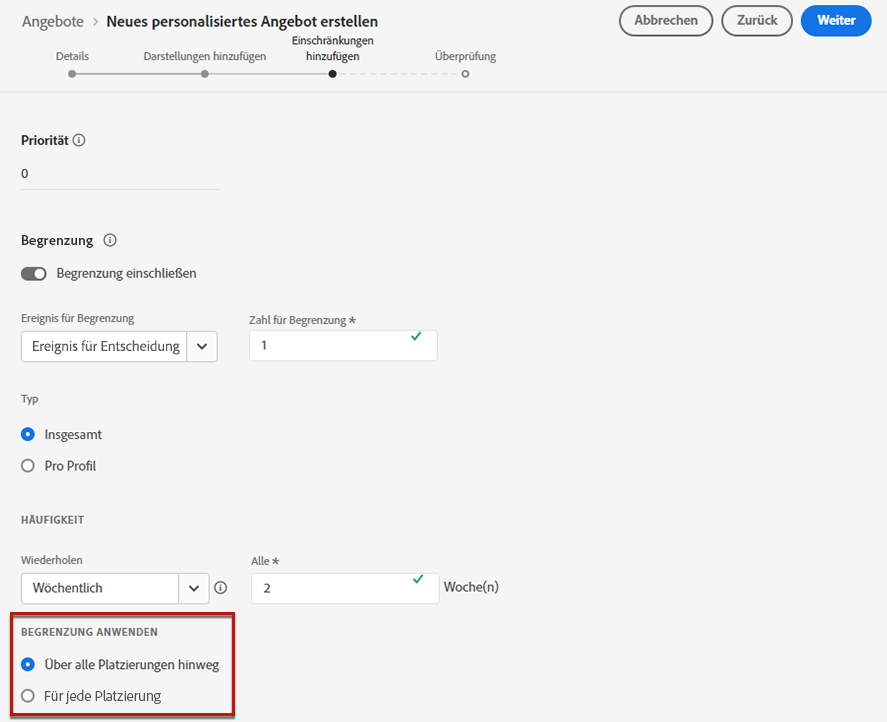 Angebote > Neues personalisiertes Angebot erstellen
Abbrechen
Zurück
Weiter
Details
Darstellungen hinzufügen
Einschränkungen
hinzufügen
Überprüfung
Priorität
0
Begrenzung
Begrenzung einschließen
Ereignis für Begrenzung
Zahl für Begrenzung *
Ereignis für Entscheidung
1
Typ
Insgesamt
Pro Profil
HÄUFIGKEIT
Wiederholen
Alle *
Wöchentlich
2
Woche(n)
BEGRENZUNG ANWENDEN
Über alle Platzierungen hinweg
Für jede Platzierung